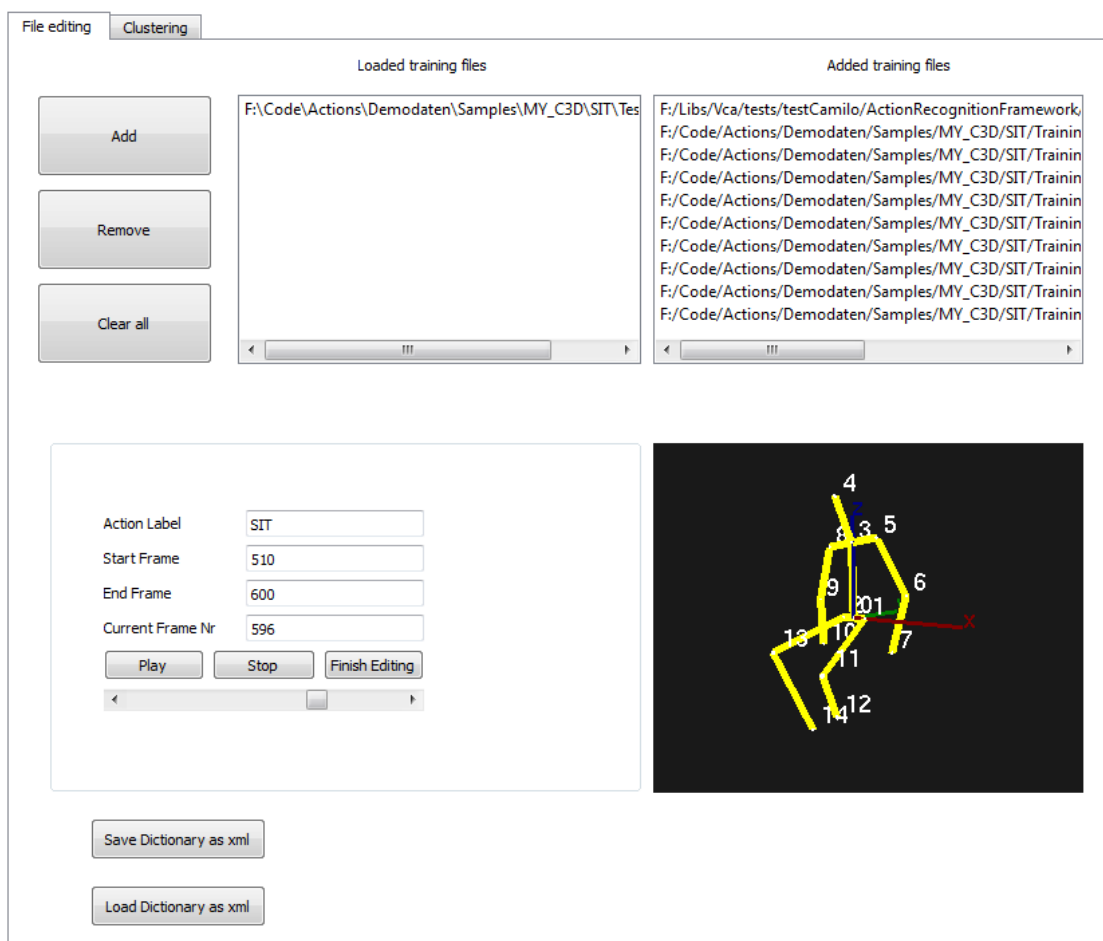 File editing
Clustering
Loaded training files
Added training files
Add
Remove
Clear all
F:\Code\Actions\Demodaten\Samples\MY_C3D\SIT\Tes
F:/Libs/Vca/tests/testCamilo/ActionRecognitionFramework/
F:/Code/Actions/Demodaten/Samples/MY_C3D/SIT/Trainin
F:/Code/Actions/Demodaten/Samples/MY_C3D/SIT/Trainin
F:/Code/Actions/Demodaten/Samples/MY_C3D/SIT/Trainin
F:/Code/Actions/Demodaten/Samples/MY_C3D/SIT/Trainin
F:/Code/Actions/Demodaten/Samples/MY_C3D/SIT/Trainin
F:/Code/Actions/Demodaten/Samples/MY_C3D/SIT/Trainin
F:/Code/Actions/Demodaten/Samples/MY_C3D/SIT/Trainin
F:/Code/Actions/Demodaten/Samples/MY_C3D/SIT/Trainin
F:/Code/Actions/Demodaten/Samples/MY_C3D/SIT/Trainin
Action Label SIT
Start Frame 510
End Frame 600
Current Frame Nr 596
Play Stop Finish Editing
4
Z
8 3 5
9 6
2 0 1 X
13 10 7
11
14 12
Save Dictionary as xml
Load Dictionary as xml